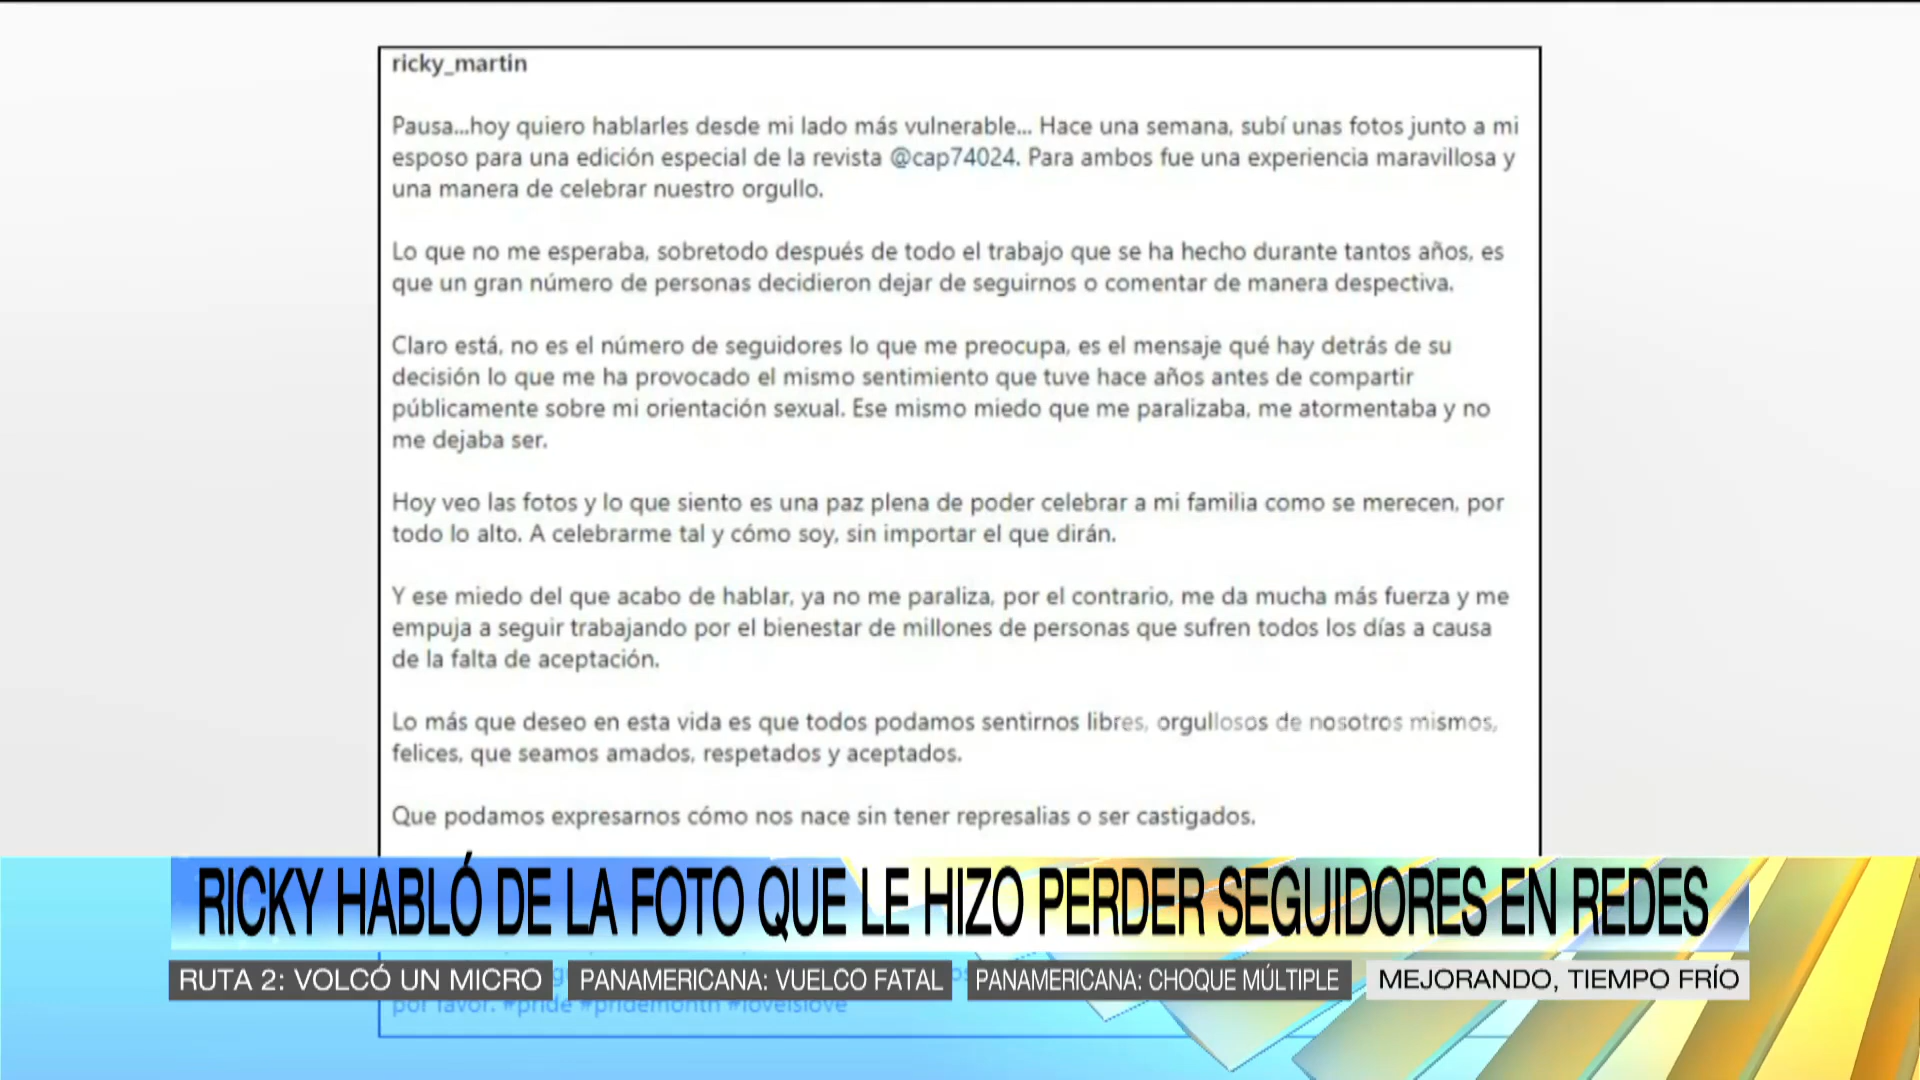 ricky_martin
Pausa...hoy quiero hablarles desde mi lado más vulnerable... Hace una semana, subí unas fotos junto a mi
esposo para una edición especial de la revista @cap74024. Para ambos fue una experiencia maravillosa y
una manera de celebrar nuestro orgullo.
Lo que no me esperaba, sobretodo después de todo el trabajo que se ha hecho durante tantos años, es
que un gran número de personas decidieron dejar de seguirnos o comentar de manera despectiva.
Claro está, no es el número de seguidores lo que me preocupa, es el mensaje qué hay detrás de su
decisión lo que me ha provocado el mismo sentimiento que tuve hace años antes de compartir
públicamente sobre mi orientación sexual. Ese mismo miedo que me paralizaba, me atormentaba y no
me dejaba ser.
Hoy veo las fotos y lo que siento es una paz plena de poder celebrar a mi familia como se merecen, por
todo lo alto. A celebrarme tal y cómo soy, sin importar el que dirán.
Y ese miedo del que acabo de hablar, ya no me paraliza, por el contrario, me da mucha más fuerza y me
empuja a seguir trabajando por el bienestar de millones de personas que sufren todos los días a causa
de la falta de aceptación.
Lo más que deseo en esta vida es que todos podamos sentirnos libres, orgullosos de nosotros mismos,
felices, que seamos amados, respetados y aceptados.
Que podamos expresarnos cómo nos nace sin tener represalias o ser castigados.
RICKY HABLÓ DE LA FOTO QUE LE HIZO PERDER SEGUIDORES EN REDES
RUTA 2: VOLCÓ UN MICRO PANAMERICANA: VUELCO FATAL PANAMERICANA: CHOQUE MÚLTIPLE MEJORANDO, TIEMPO FRÍO
por favor. #pride #pridemonth #loveislove